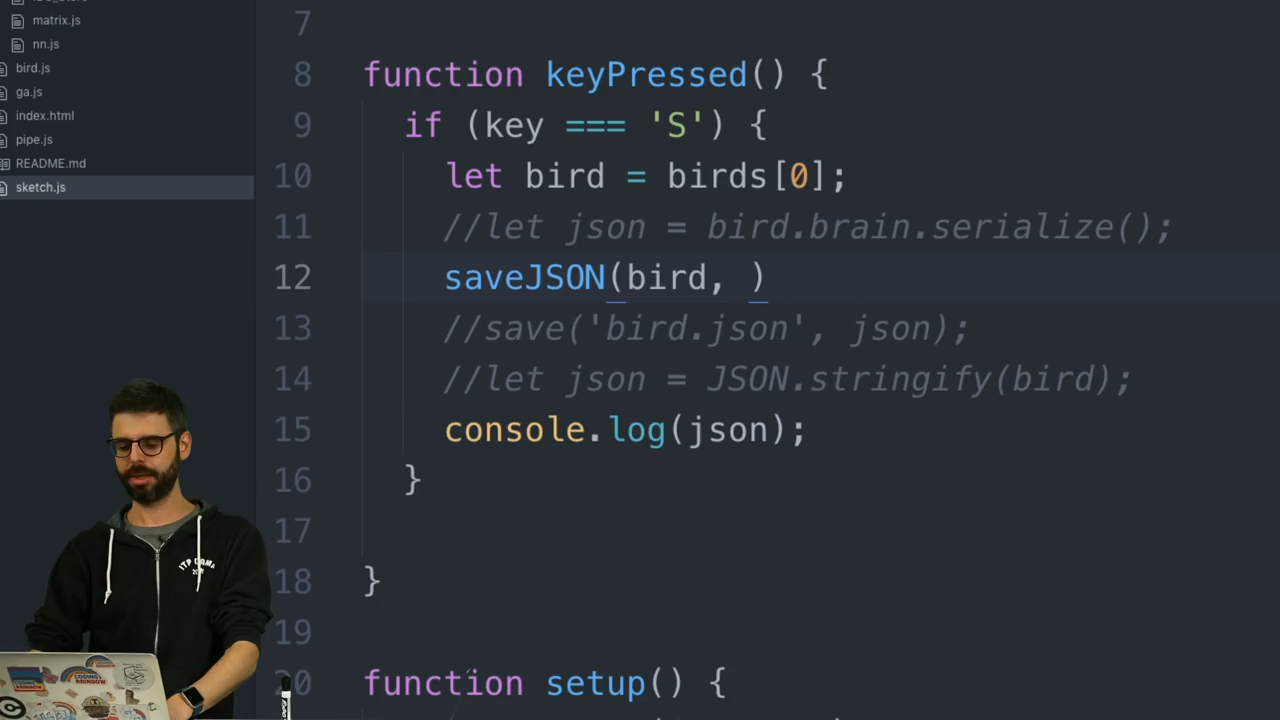 matrix.js
nn.js
bird.js
ga.js
index.html
pipe.js
README.md
sketch.js
7
8 function keyPressed() {
9 if (key === 'S') {
10 let bird = birds[0];
11 //let json = bird.brain.serialize();
12 saveJSON(bird, )
13 //save('bird.json', json);
14 //let json = JSON.stringify(bird);
15 console.log(json);
16 }
17
18 }
19
20 function setup() {
CODING
RAINBOW